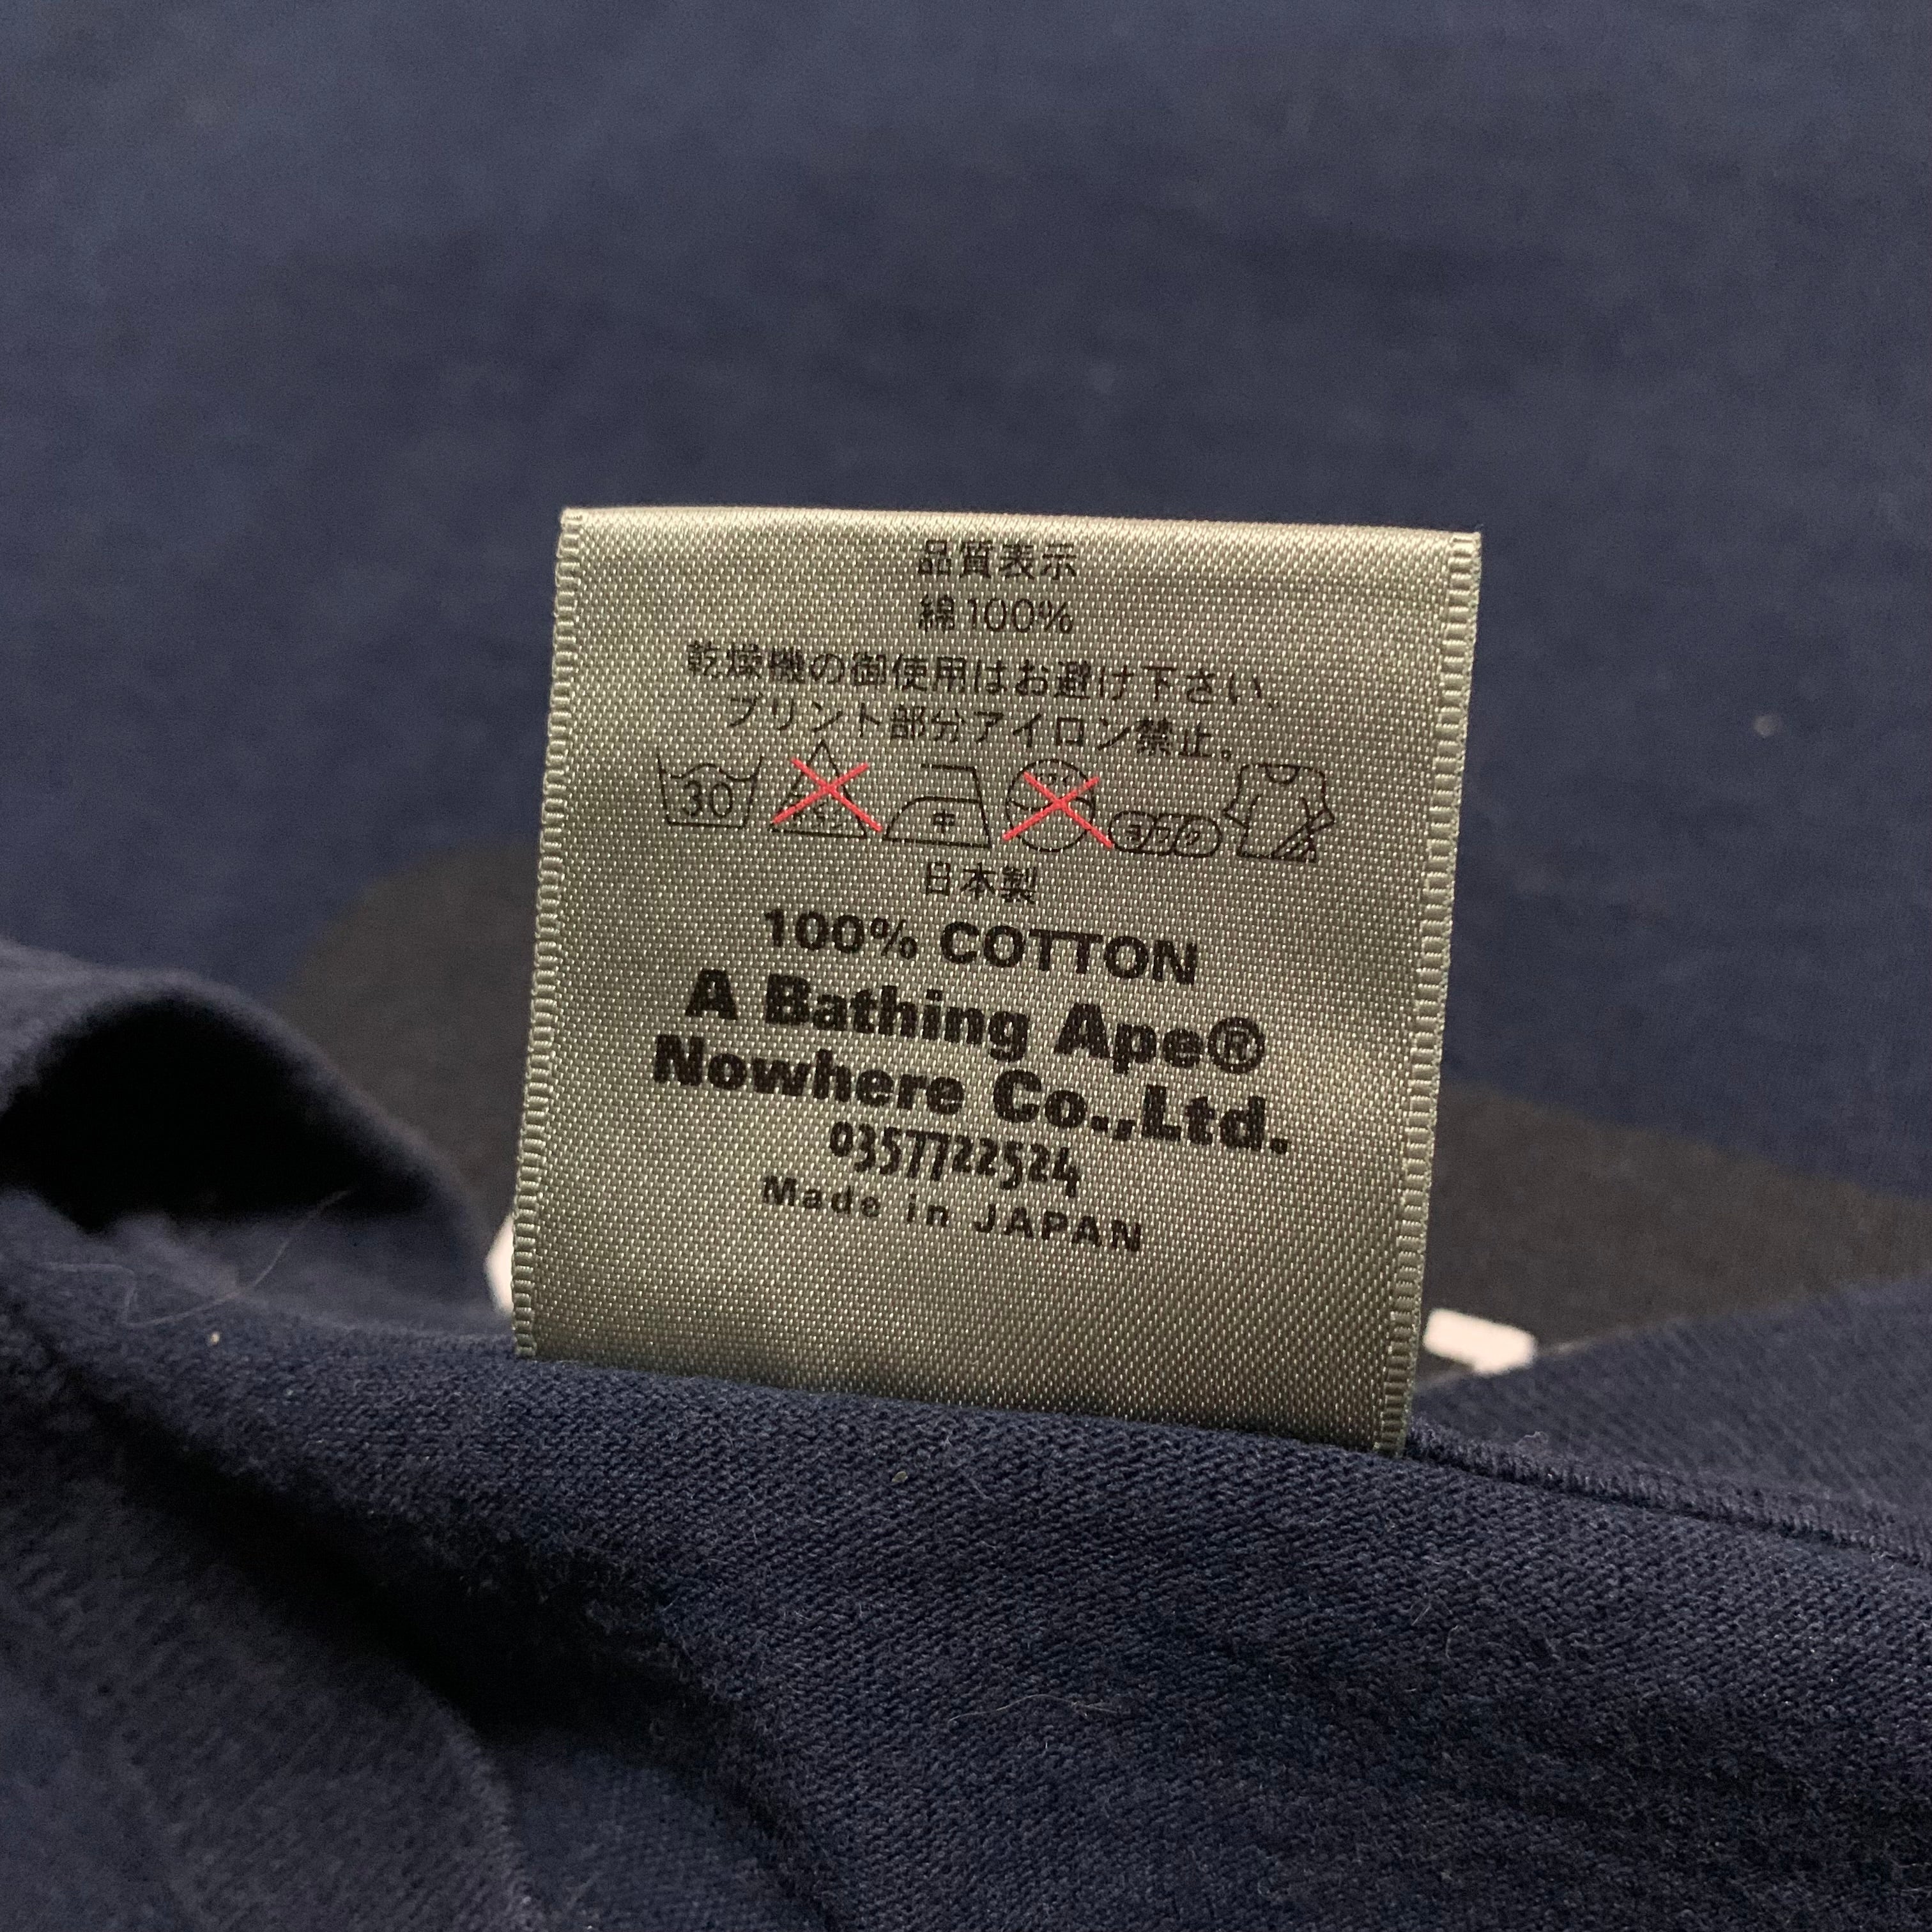 品質表示
綿100%
乾燥機の御使用はお避け下さい、
プリント部分アイロン禁止。
30 中
日本製
100% COTTON
A Bathing Ape®
Nowhere Co.,Ltd.
0357722524
Made in JAPAN